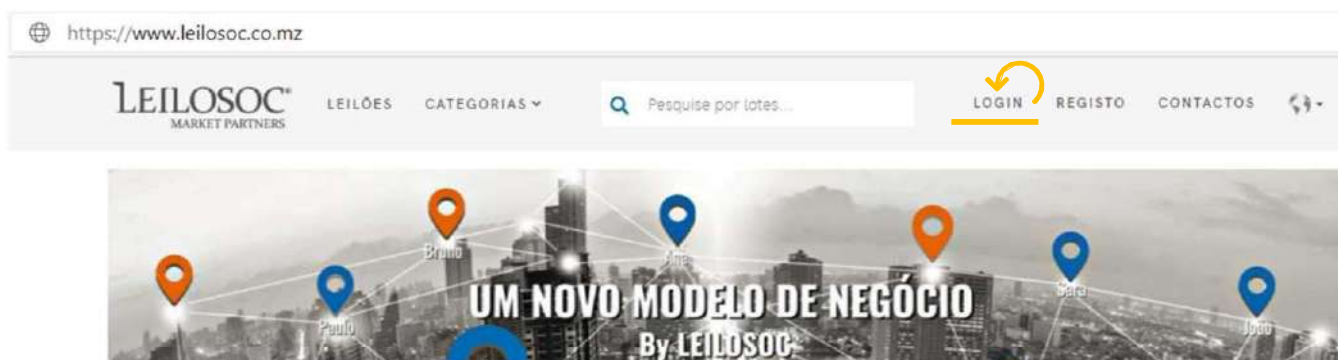 https://www.leilosoc.co.mz
LEILOSOC®
MARKET PARTNERS
LEILÕES
CATEGORIAS
Pesquise por lotes...
LOGIN
REGISTO
CONTACTOS
Bruno
Ana
Sara
Paulo
João
UM NOVO MODELO DE NEGÓCIO
By LEILOSOC